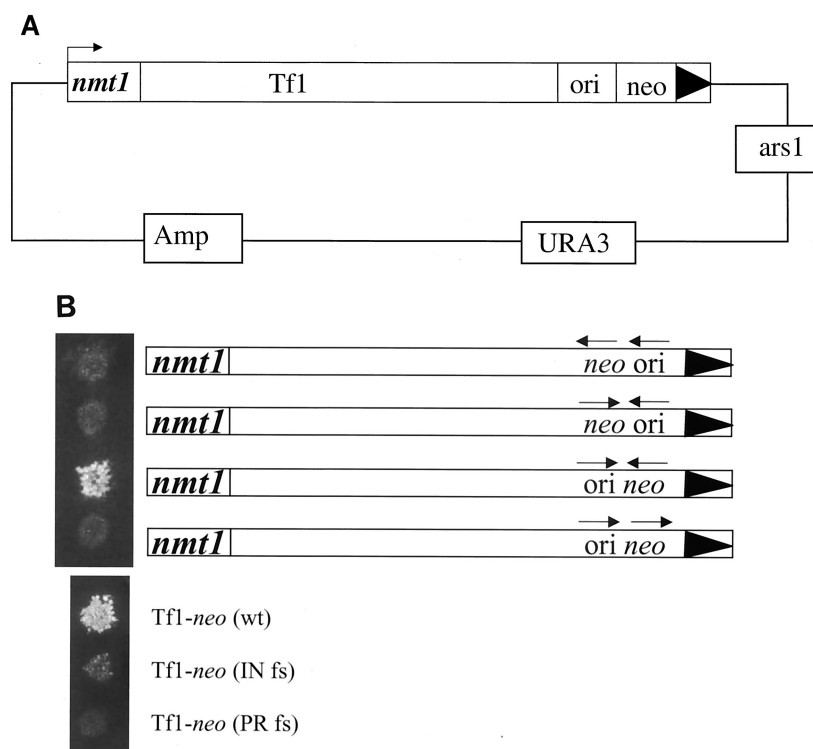 A
nmt1 Tf1 ori neo
ars1
Amp URA3
B
nmt1 neo ori
nmt1 neo ori
nmt1 ori neo
nmt1 ori neo
Tf1-neo (wt)
Tf1-neo (IN fs)
Tf1-neo (PR fs)